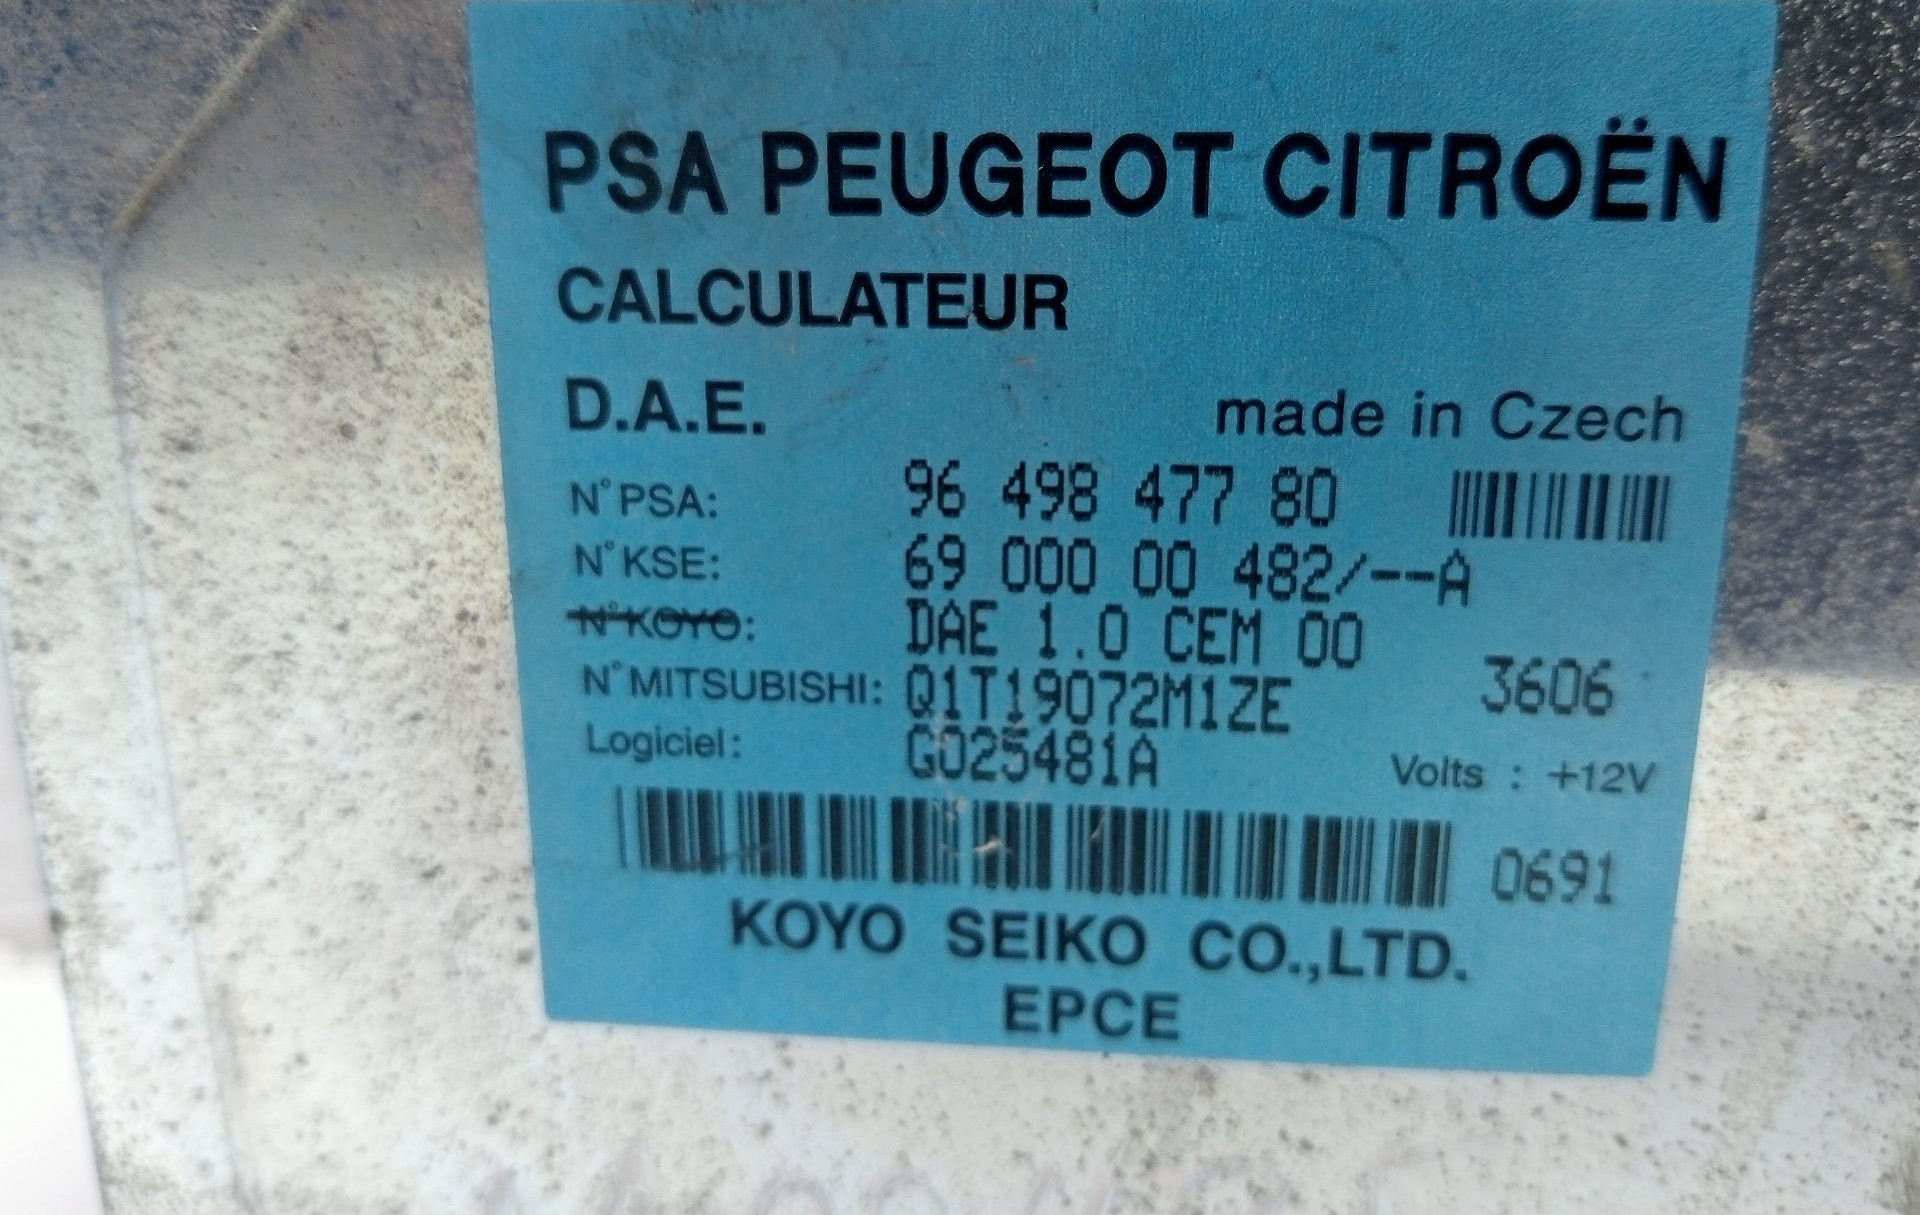 PSA PEUGEOT CITROËN
CALCULATEUR
D.A.E. made in Czech
N° PSA: 96 498 477 80
N° KSE: 69 000 00 482/--A
N° KOYO: DAE 1.0 CEM 00
N° MITSUBISHI: Q1T19072M1ZE 3606
Logiciel: G025481A Volts : +12V
0691
KOYO SEIKO CO.,LTD.
EPCE